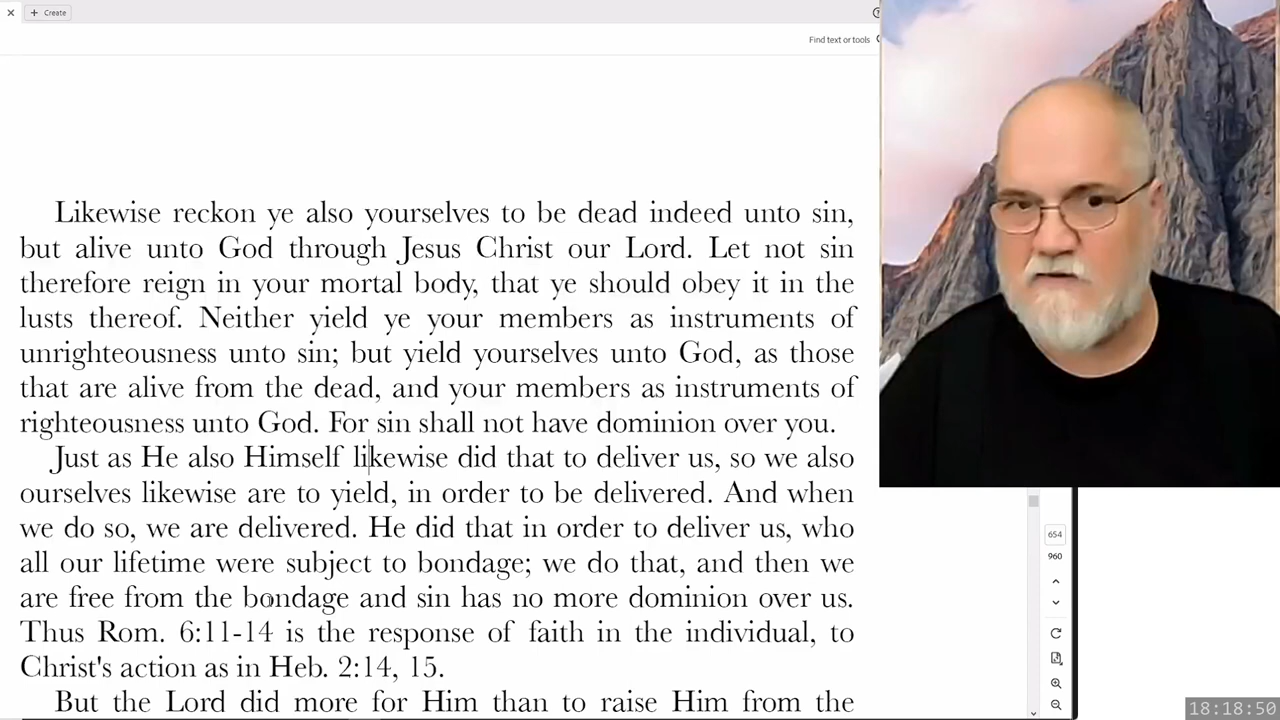 Create
Find text or tools
Likewise reckon ye also yourselves to be dead indeed unto sin,
but alive unto God through Jesus Christ our Lord. Let not sin
therefore reign in your mortal body, that ye should obey it in the
lusts thereof. Neither yield ye your members as instruments of
unrighteousness unto sin; but yield yourselves unto God, as those
that are alive from the dead, and your members as instruments of
righteousness unto God. For sin shall not have dominion over you.
Just as He also Himself likewise did that to deliver us, so we also
ourselves likewise are to yield, in order to be delivered. And when
we do so, we are delivered.. He did that in order to deliver us, who
all our lifetime were subject to bondage; we do that, and then we
are free from the bondage and sin has no more dominion over us.
Thus Rom. 6:11-14 is the response of faith in the individual, to
Christ's action as in Heb. 2:14, 15.
But the Lord did more for Him than to raise Him from the
654
960
18:18:50